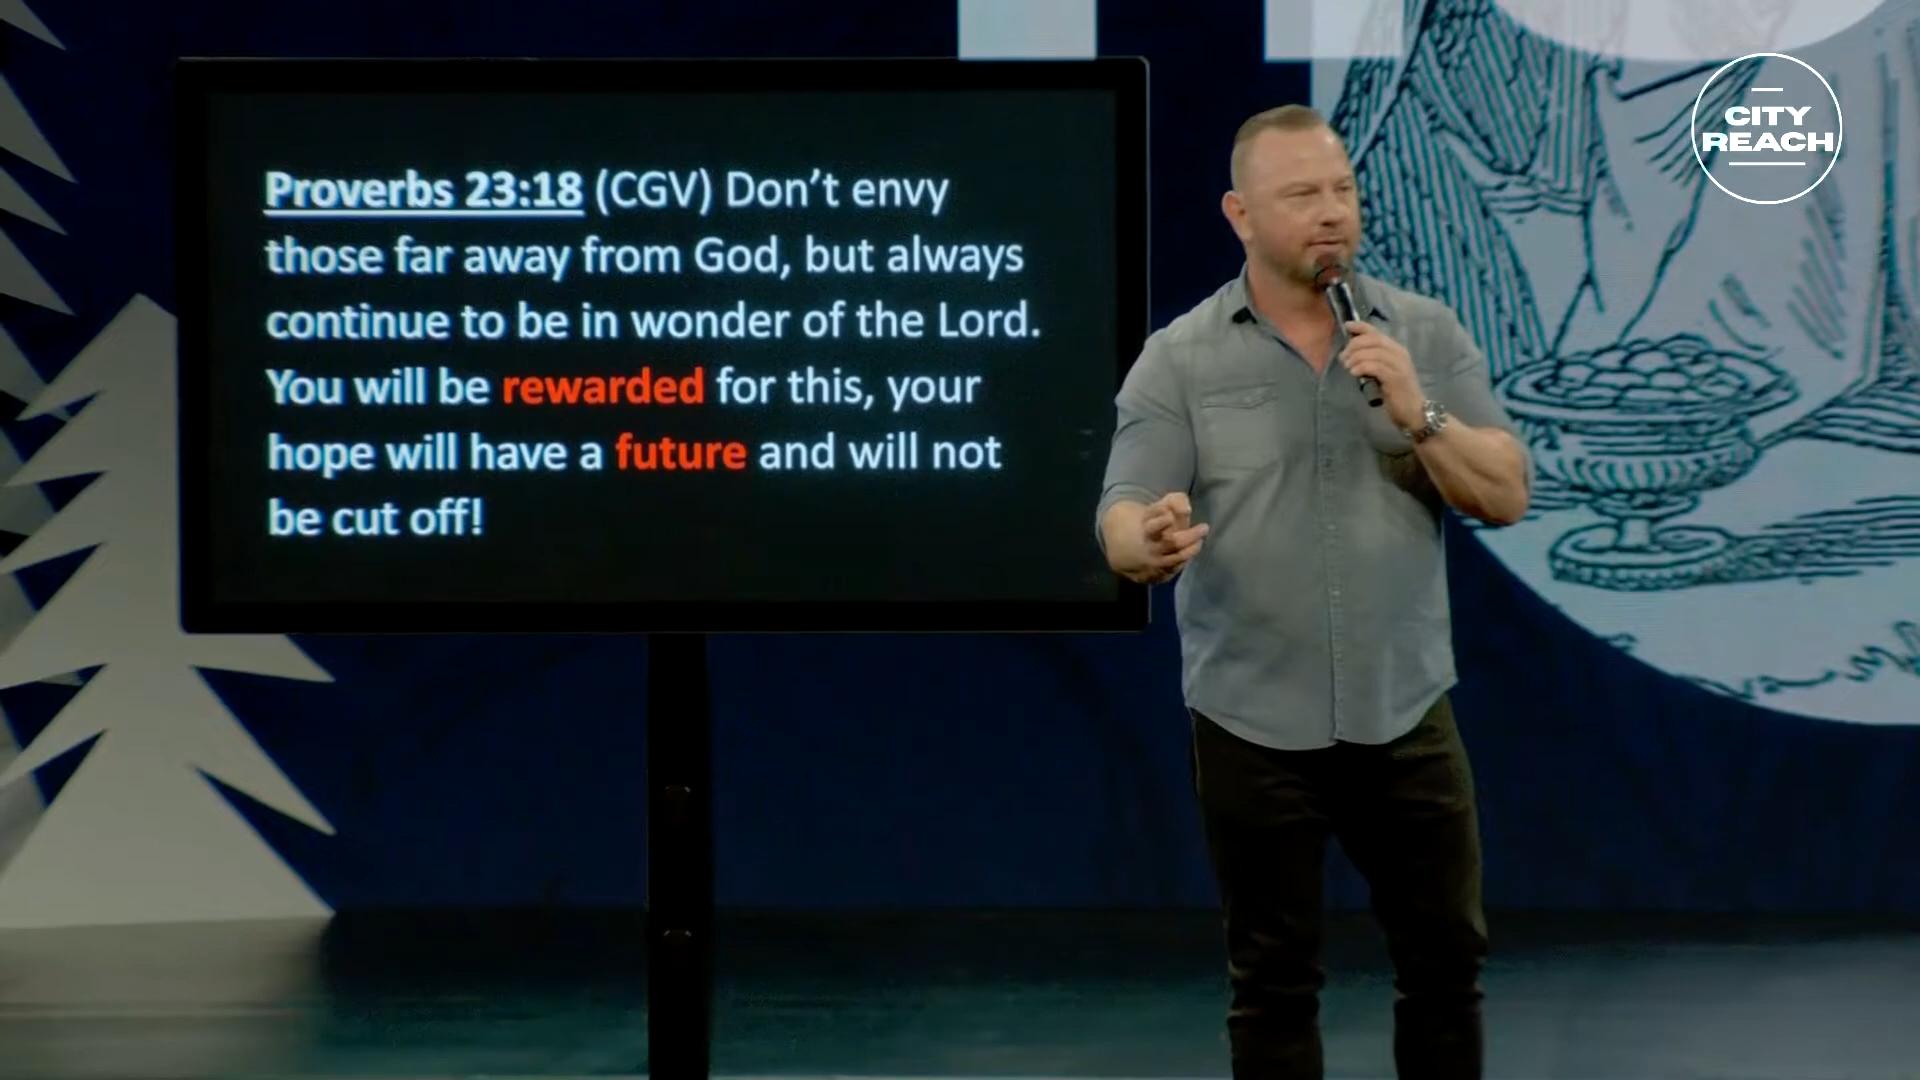 Proverbs 23:18 (CGV) Don’t envy
those far away from God, but always
continue to be in wonder of the Lord.
You will be rewarded for this, your
hope will have a future and will not
be cut off!
CITY
REACH